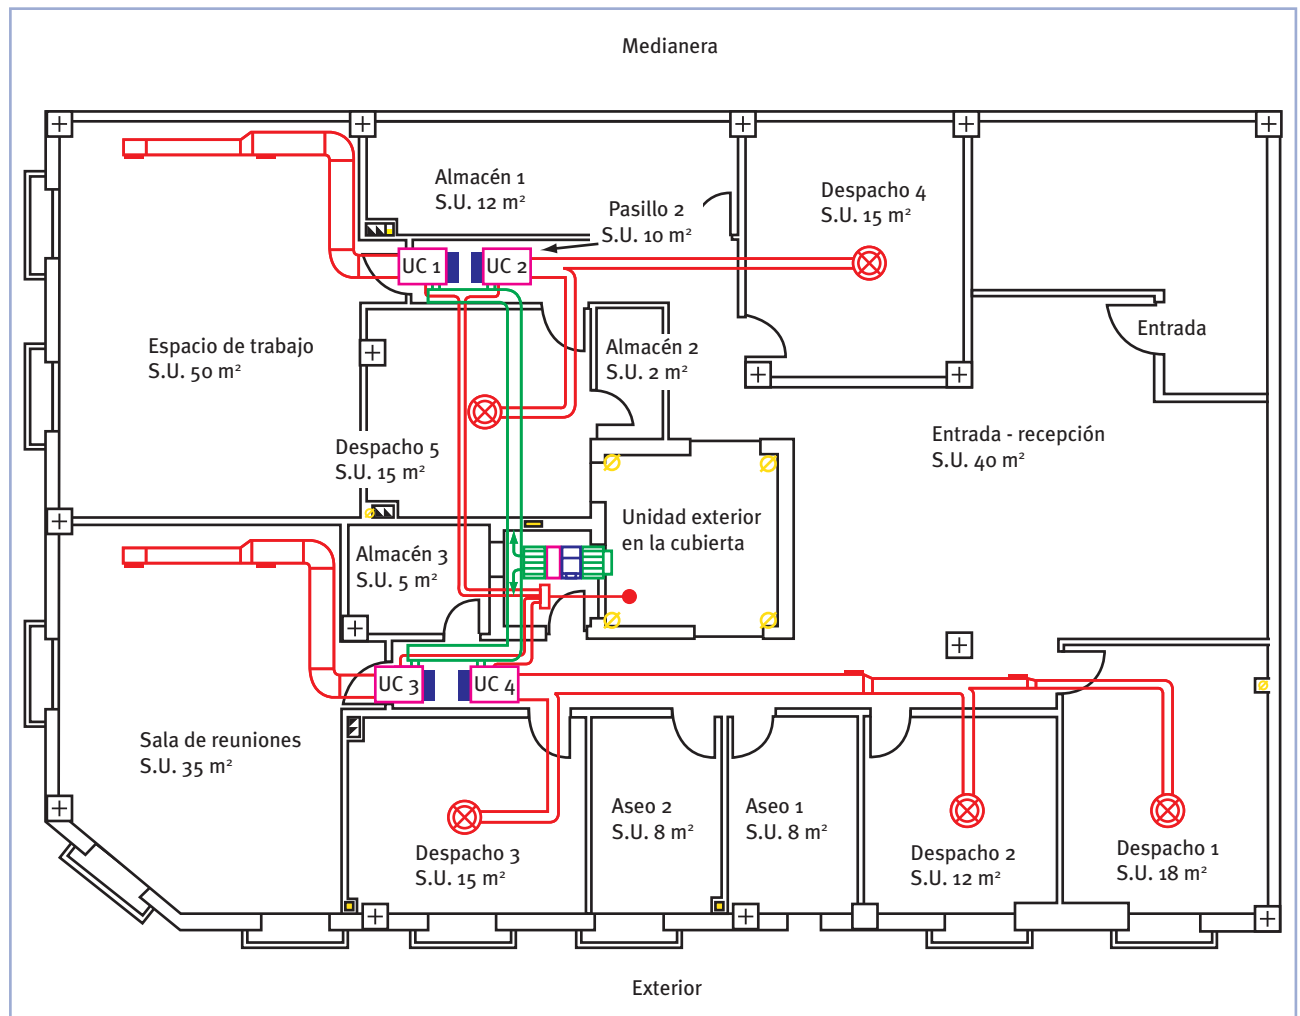 Medianera
Almacén 1
S.U. 12 m²
Pasillo 2
S.U. 10 m²
Despacho 4
S.U. 15 m²
UC 1
UC 2
Entrada
Espacio de trabajo
S.U. 50 m²
Almacén 2
S.U. 2 m²
Despacho 5
S.U. 15 m²
Entrada - recepción
S.U. 40 m²
Unidad exterior
en la cubierta
Almacén 3
S.U. 5 m²
UC 3
UC 4
Sala de reuniones
S.U. 35 m²
Despacho 3
S.U. 15 m²
Aseo 2
S.U. 8 m²
Aseo 1
S.U. 8 m²
Despacho 2
S.U. 12 m²
Despacho 1
S.U. 18 m²
Exterior